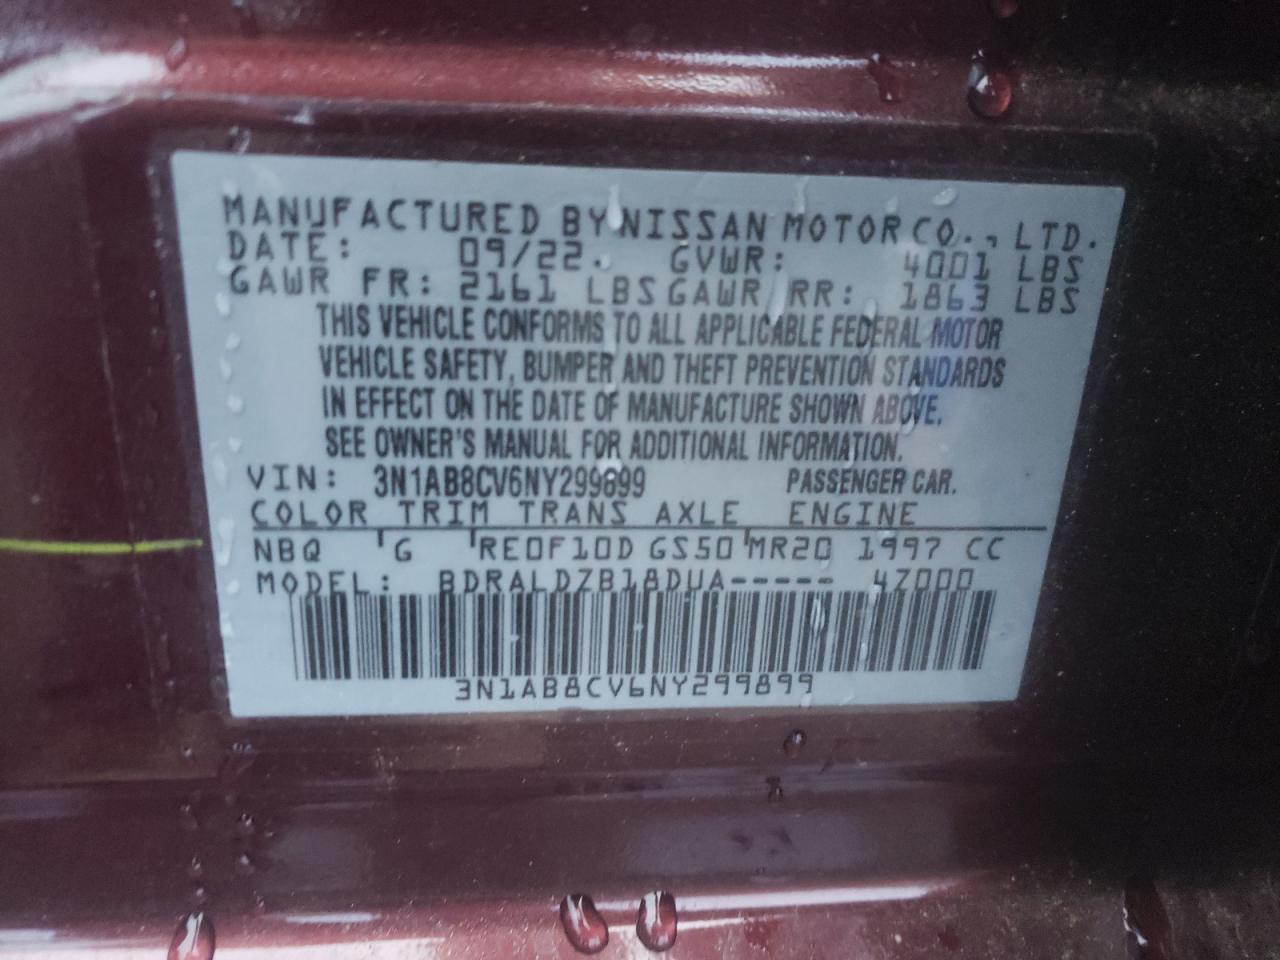 MANUFACTURED BY NISSAN MOTOR CO., LTD.
DATE: 09/22. GVWR: 4001 LBS
GAWR FR: 2161 LBS GAWR RR: 1863 LBS
THIS VEHICLE CONFORMS TO ALL APPLICABLE FEDERAL MOTOR
VEHICLE SAFETY, BUMPER AND THEFT PREVENTION STANDARDS
IN EFFECT ON THE DATE OF MANUFACTURE SHOWN ABOVE.
SEE OWNER'S MANUAL FOR ADDITIONAL INFORMATION.
VIN: 3N1AB8CV6NY299899 PASSENGER CAR.
COLOR TRIM TRANS AXLE ENGINE
NBQ G RE0F10D GS50 MR20 1997 CC
MODEL: BDRALDZB18DUA----- 4Z000
3N1AB8CV6NY299899